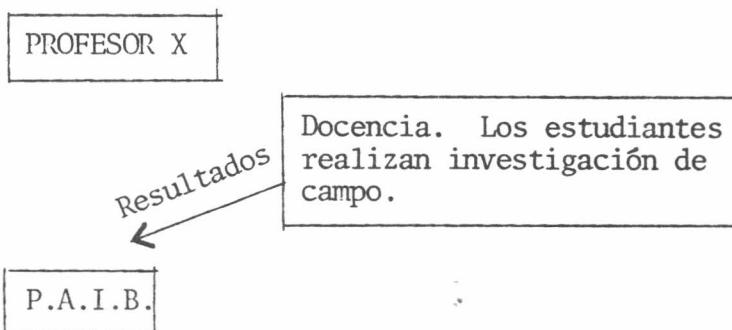 PROFESOR X
Docencia. Los estudiantes
realizan investigación de
campo.
Resultados
P.A.I.B.